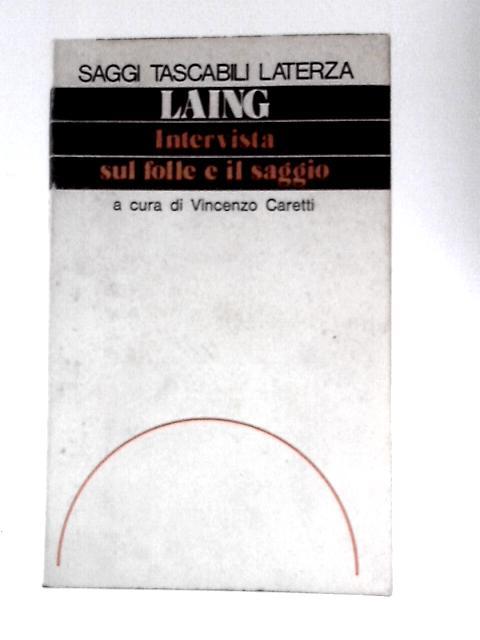 SAGGI TASCABILI LATERZA
LAING
Intervista
sul folle e il saggio
a cura di Vincenzo Caretti